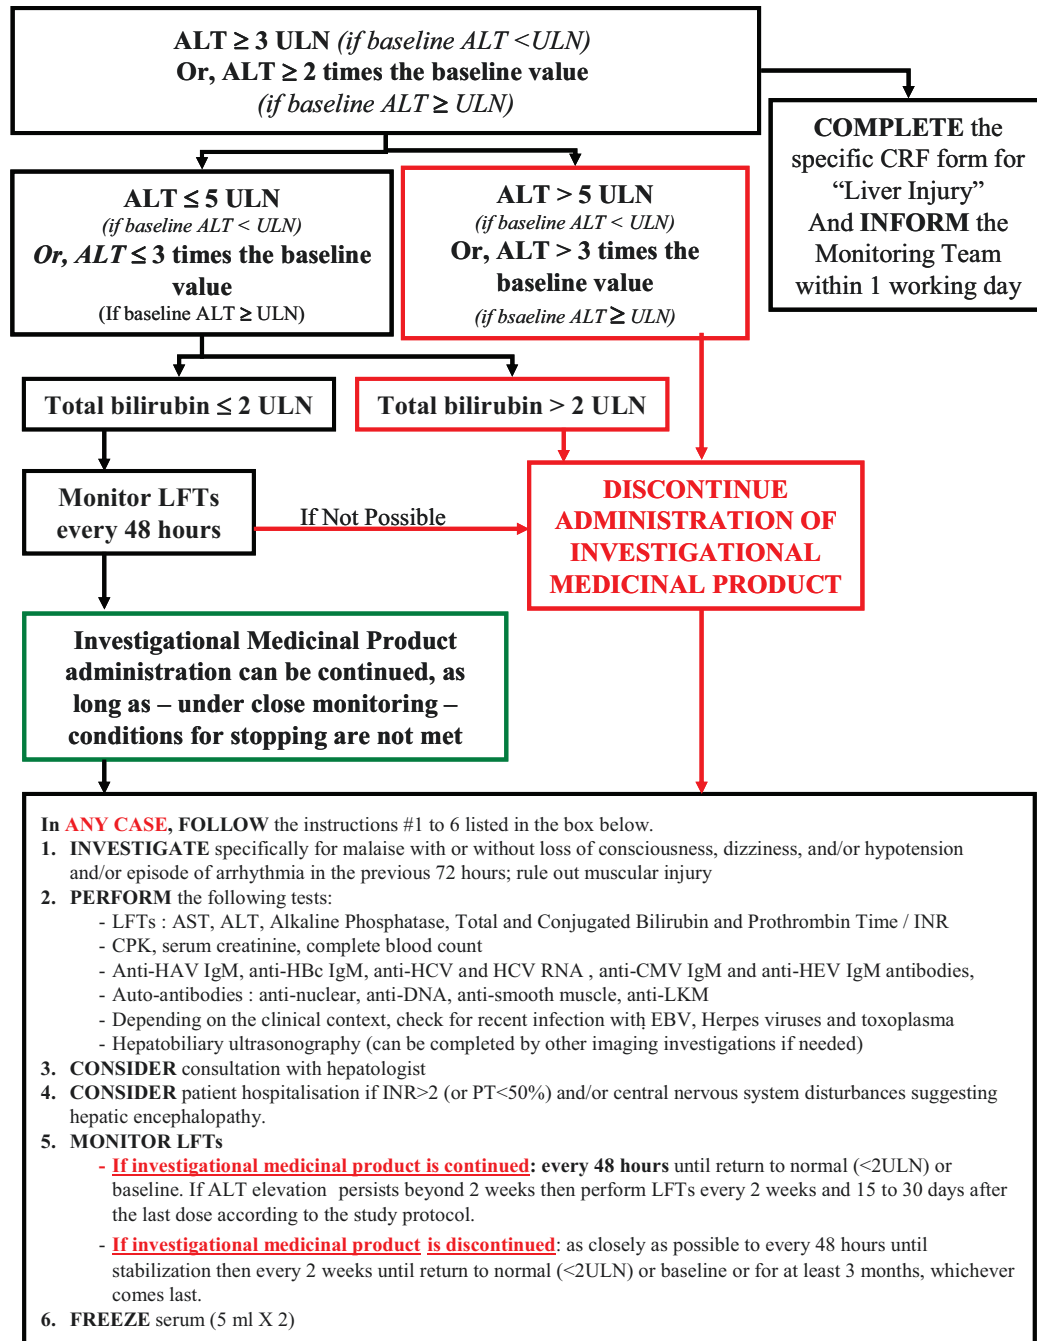 ALT ≥ 3 ULN (if baseline ALT <ULN)
Or, ALT ≥ 2 times the baseline value
(if baseline ALT ≥ ULN)
COMPLETE the
specific CRF form for
“Liver Injury”
And INFORM the
Monitoring Team
within 1 working day
ALT ≤ 5 ULN
(if baseline ALT < ULN)
Or, ALT ≤ 3 times the baseline
value
(If baseline ALT ≥ ULN)
ALT > 5 ULN
(if baseline ALT < ULN)
Or, ALT > 3 times the
baseline value
(if bsaeline ALT ≥ ULN)
Total bilirubin ≤ 2 ULN
Total bilirubin > 2 ULN
Monitor LFTs
every 48 hours
If Not Possible
DISCONTINUE
ADMINISTRATION OF
INVESTIGATIONAL
MEDICINAL PRODUCT
Investigational Medicinal Product
administration can be continued, as
long as – under close monitoring –
conditions for stopping are not met
In ANY CASE, FOLLOW the instructions #1 to 6 listed in the box below.
1. INVESTIGATE specifically for malaise with or without loss of consciousness, dizziness, and/or hypotension
and/or episode of arrhythmia in the previous 72 hours; rule out muscular injury
2. PERFORM the following tests:
- LFTs : AST, ALT, Alkaline Phosphatase, Total and Conjugated Bilirubin and Prothrombin Time / INR
- CPK, serum creatinine, complete blood count
- Anti-HAV IgM, anti-HBc IgM, anti-HCV and HCV RNA , anti-CMV IgM and anti-HEV IgM antibodies,
- Auto-antibodies : anti-nuclear, anti-DNA, anti-smooth muscle, anti-LKM
- Depending on the clinical context, check for recent infection with EBV, Herpes viruses and toxoplasma
- Hepatobiliary ultrasonography (can be completed by other imaging investigations if needed)
3. CONSIDER consultation with hepatologist
4. CONSIDER patient hospitalisation if INR>2 (or PT<50%) and/or central nervous system disturbances suggesting
hepatic encephalopathy.
5. MONITOR LFTs
- If investigational medicinal product is continued: every 48 hours until return to normal (<2ULN) or
baseline. If ALT elevation persists beyond 2 weeks then perform LFTs every 2 weeks and 15 to 30 days after
the last dose according to the study protocol.
- If investigational medicinal product is discontinued: as closely as possible to every 48 hours until
stabilization then every 2 weeks until return to normal (<2ULN) or baseline or for at least 3 months, whichever
comes last.
6. FREEZE serum (5 ml X 2)